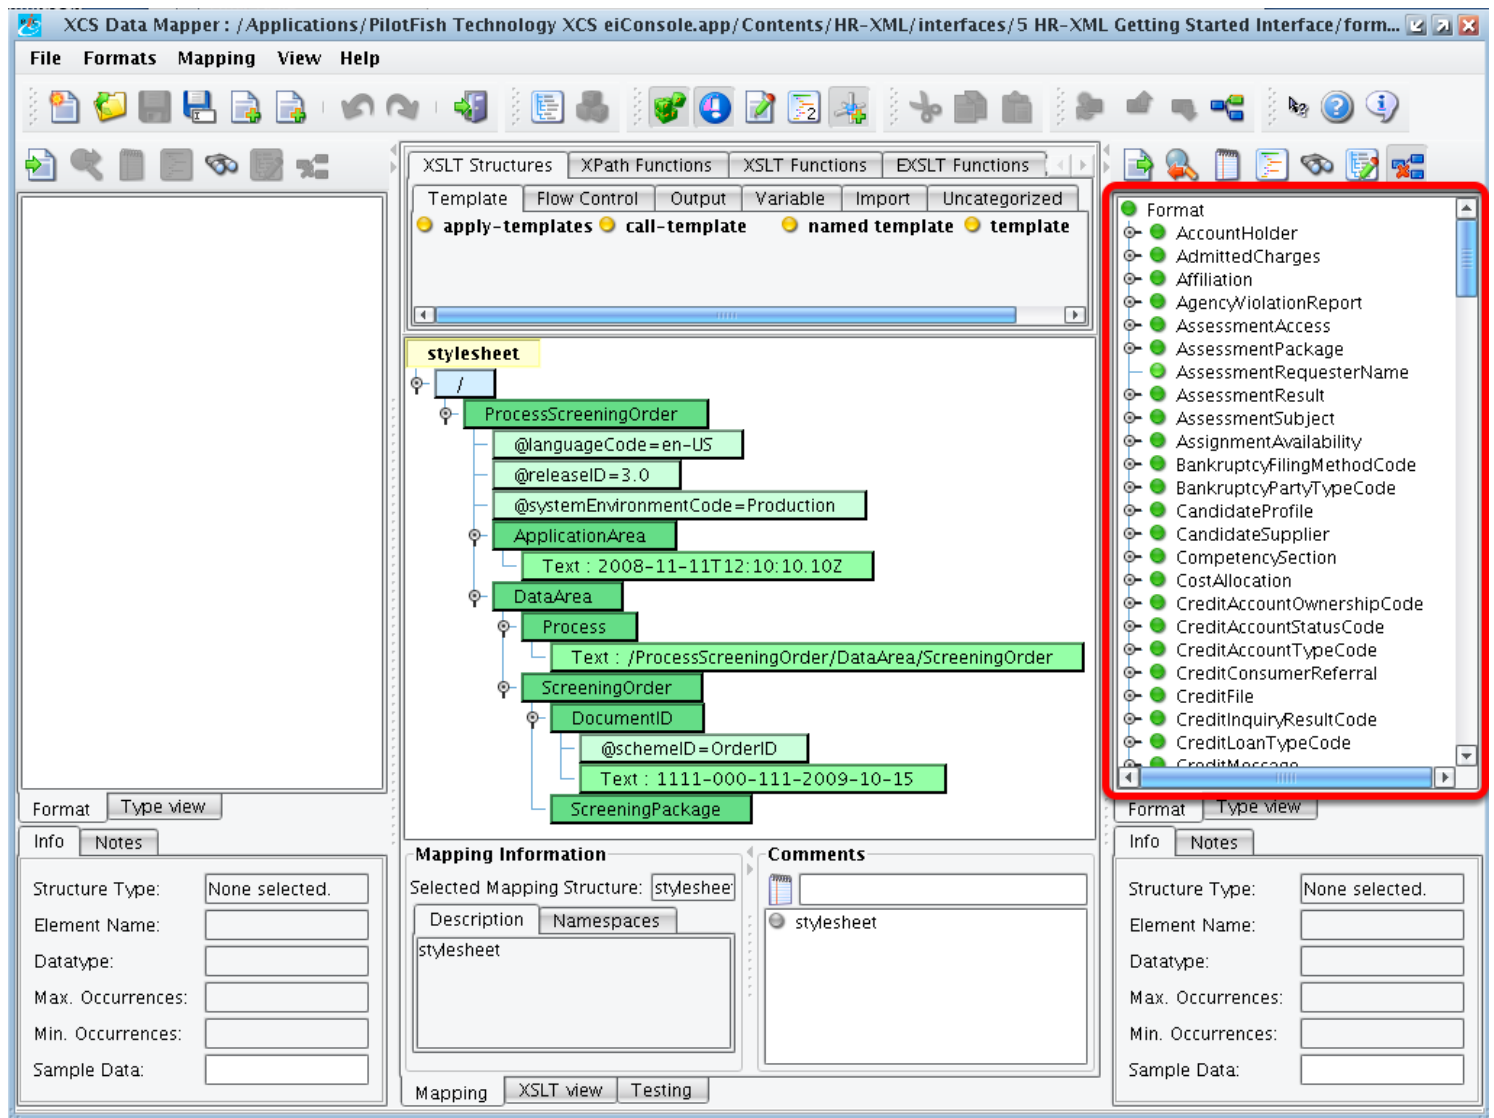 XCS Data Mapper : /Applications/PilotFish Technology XCS eiConsole.app/Contents/HR-XML/interfaces/5 HR-XML Getting Started Interface/form...
File Formats Mapping View Help
XSLT Structures XPath Functions XSLT Functions EXSLT Functions
Template Flow Control Output Variable Import Uncategorized
apply-templates call-template named template template
stylesheet
/
ProcessScreeningOrder
@languageCode=en-US
@releaseID=3.0
@systemEnvironmentCode=Production
ApplicationArea
Text : 2008-11-11T12:10:10.10Z
DataArea
Process
Text : /ProcessScreeningOrder/DataArea/ScreeningOrder
ScreeningOrder
DocumentID
@schemeID=OrderID
Text : 1111-000-111-2009-10-15
ScreeningPackage
Format
AccountHolder
AdmittedCharges
Affiliation
AgencyViolationReport
AssessmentAccess
AssessmentPackage
AssessmentRequesterName
AssessmentResult
AssessmentSubject
AssignmentAvailability
BankruptcyFilingMethodCode
BankruptcyPartyTypeCode
CandidateProfile
CandidateSupplier
CompetencySection
CostAllocation
CreditAccountOwnershipCode
CreditAccountStatusCode
CreditAccountTypeCode
CreditConsumerReferral
CreditFile
CreditInquiryResultCode
CreditLoanTypeCode
CreditMessage
Format Type view
Info Notes
Structure Type: None selected.
Element Name:
Datatype:
Max. Occurrences:
Min. Occurrences:
Sample Data:
Mapping Information
Selected Mapping Structure: styleshee
Description Namespaces
stylesheet
Comments
stylesheet
Mapping XSLT view Testing
Format Type view
Info Notes
Structure Type: None selected.
Element Name:
Datatype:
Max. Occurrences:
Min. Occurrences:
Sample Data: